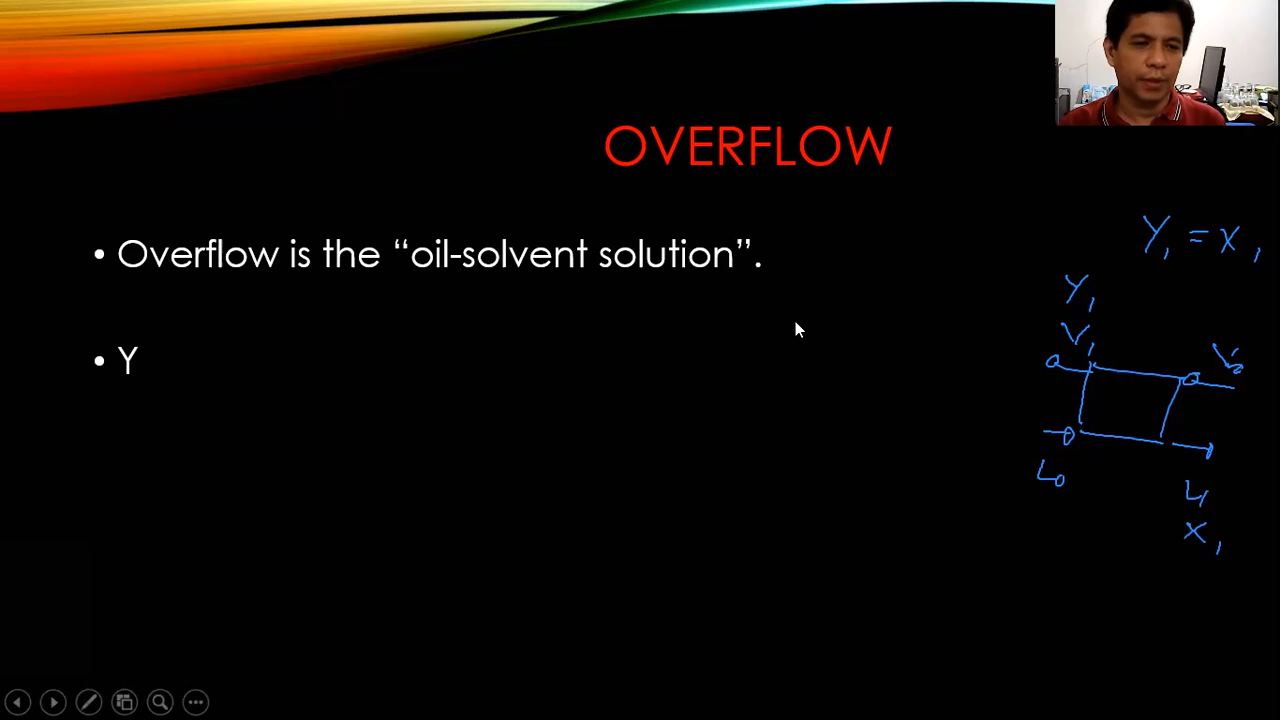 OVERFLOW
• Overflow is the “oil-solvent solution”.
• Y
Y₁ = X₁
Y₁
V₁
V₂
L₀
L₁
X₁